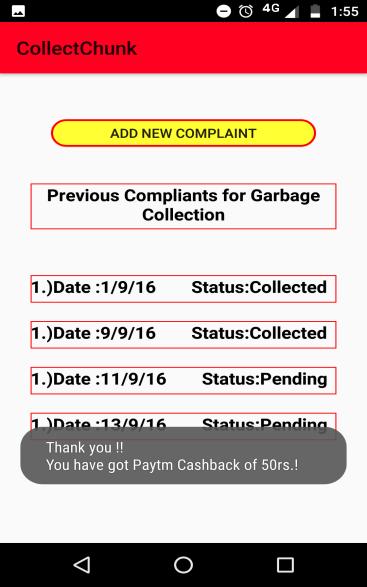 4G 1:55
CollectChunk
ADD NEW COMPLAINT
Previous Compliants for Garbage
Collection
1.)Date :1/9/16 Status:Collected
1.)Date :9/9/16 Status:Collected
1.)Date :11/9/16 Status:Pending
1.)Date :13/9/16 Status:Pending
Thank you !!
You have got Paytm Cashback of 50rs.!